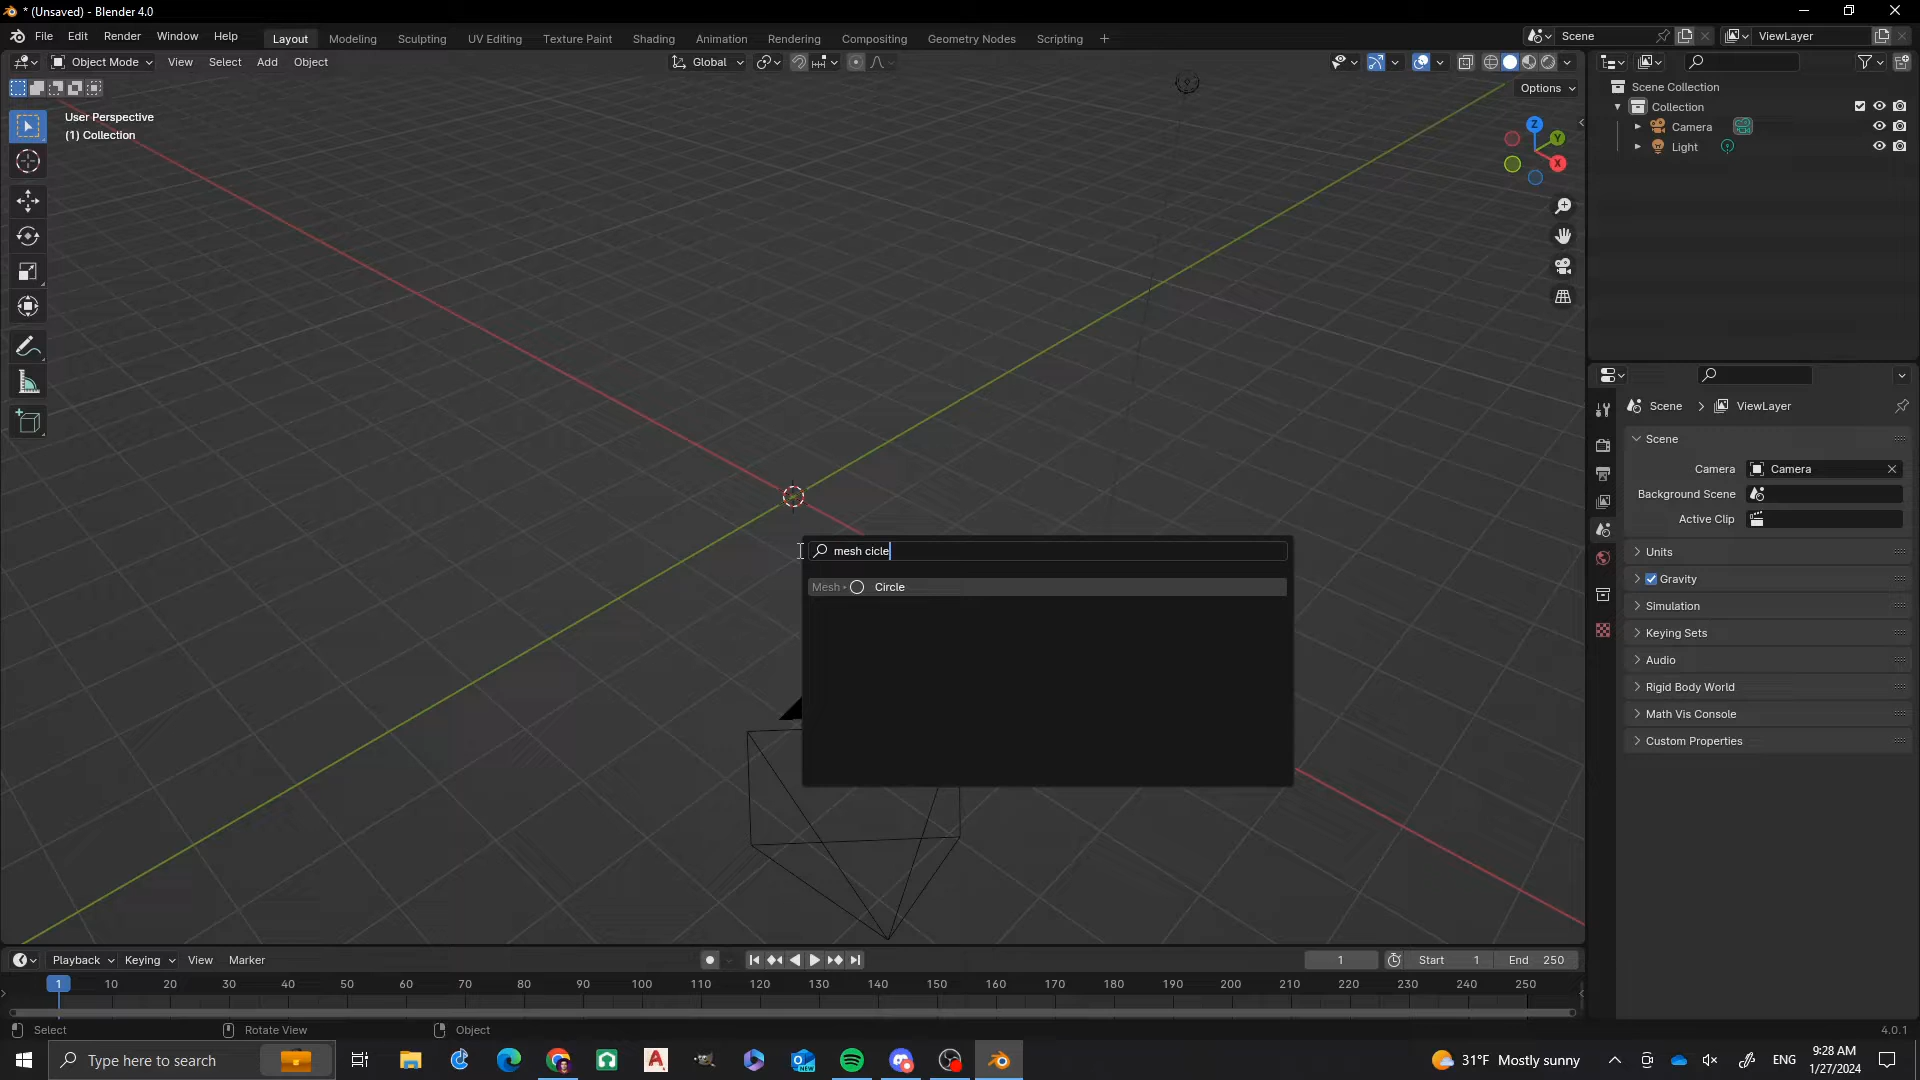 * (Unsaved) - Blender 4.0
File Edit Render Window Help Layout Modeling Sculpting UV Editing Texture Paint Shading Animation Rendering Compositing Geometry Nodes Scripting + Scene ViewLayer
Object Mode View Select Add Object Global
Options
User Perspective
(1) Collection
Z
Y
X
Scene Collection
Collection
Camera
Light
Scene > ViewLayer
Scene
Camera Camera
Background Scene
Active Clip
Units
Gravity
Simulation
Keying Sets
Audio
Rigid Body World
Math Vis Console
Custom Properties
mesh cicle
Mesh Circle
Playback Keying View Marker 1 Start 1 End 250
1 10 20 30 40 50 60 70 80 90 100 110 120 130 140 150 160 170 180 190 200 210 220 230 240 250
Select Rotate View Object 4.0.1
Type here to search 31°F Mostly sunny ENG 9:28 AM
1/27/2024